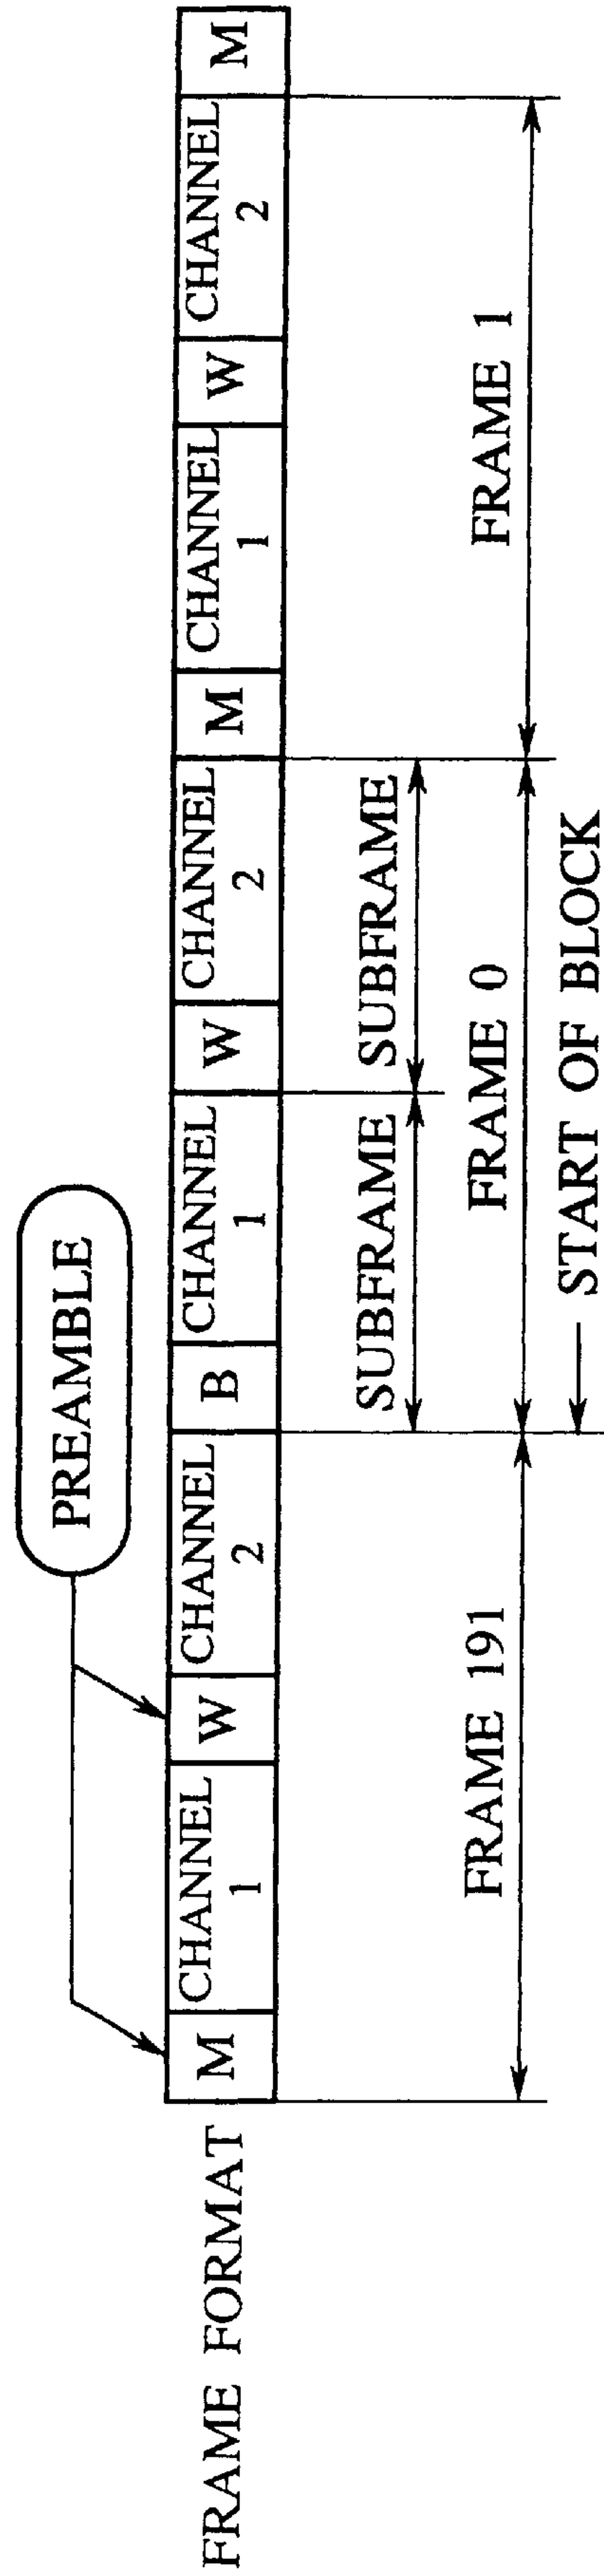 PREAMBLE
FRAME FORMAT
M
CHANNEL
1
W
CHANNEL
2
B
CHANNEL
1
W
CHANNEL
2
M
CHANNEL
1
W
CHANNEL
2
M
SUBFRAME
SUBFRAME
FRAME 191
FRAME 0
FRAME 1
START OF BLOCK